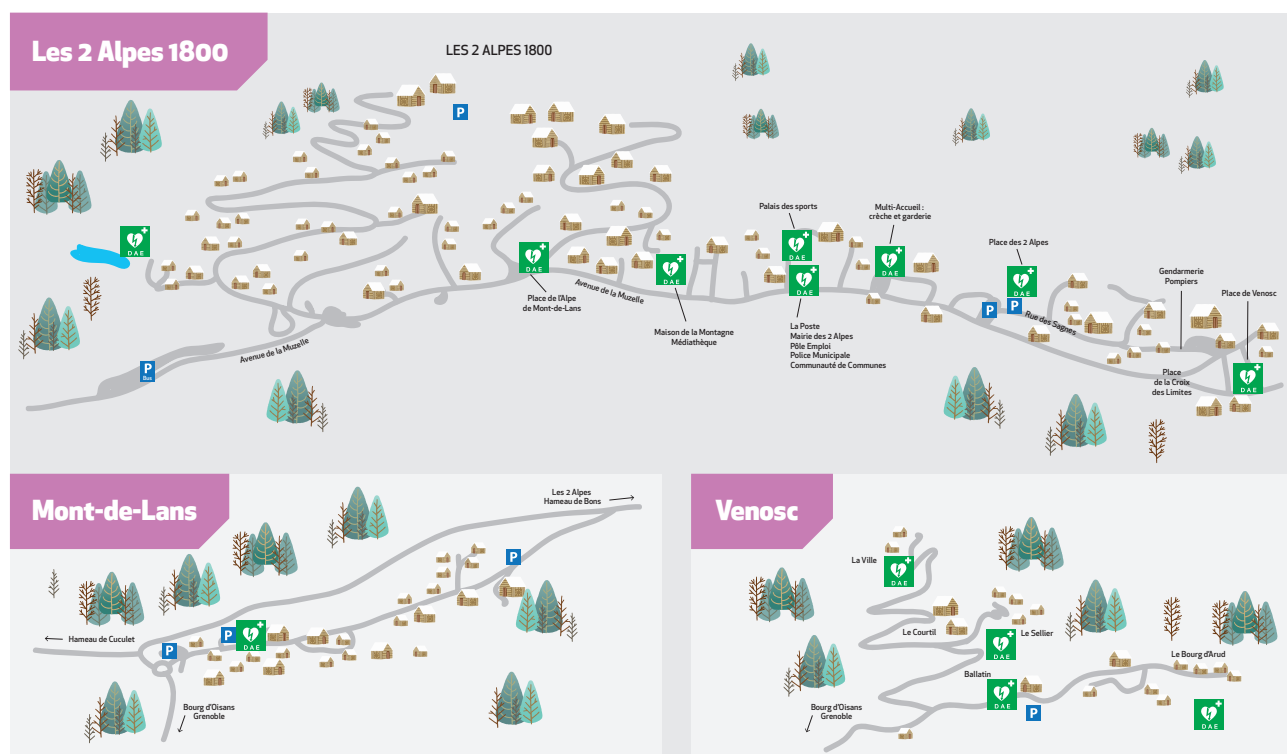 Les 2 Alpes 1800
LES 2 ALPES 1800
P
DAE
Place de l'Alpe
de Mont-de-Lans
DAE
Avenue de la Muzelle
DAE
Maison de la Montagne
Médiathèque
Palais des sports
DAE
DAE
La Poste
Mairie des 2 Alpes
Pôle Emploi
Police Municipale
Communauté de Communes
Multi-Accueil :
crèche et garderie
DAE
Place des 2 Alpes
DAE
P
P
Rue des Sagnes
Gendarmerie
Pompiers
Place de Venosc
DAE
Place
de la Croix
des Limites
Avenue de la Muzelle
P
Bus
Mont-de-Lans
Les 2 Alpes
Hameau de Bons
P
P
DAE
P
Hameau de Cuculet
Bourg d'Oisans
Grenoble
Venosc
La Ville
DAE
Le Courtil
Le Sellier
DAE
Ballatin
DAE
P
Le Bourg d'Arud
DAE
Bourg d'Oisans
Grenoble